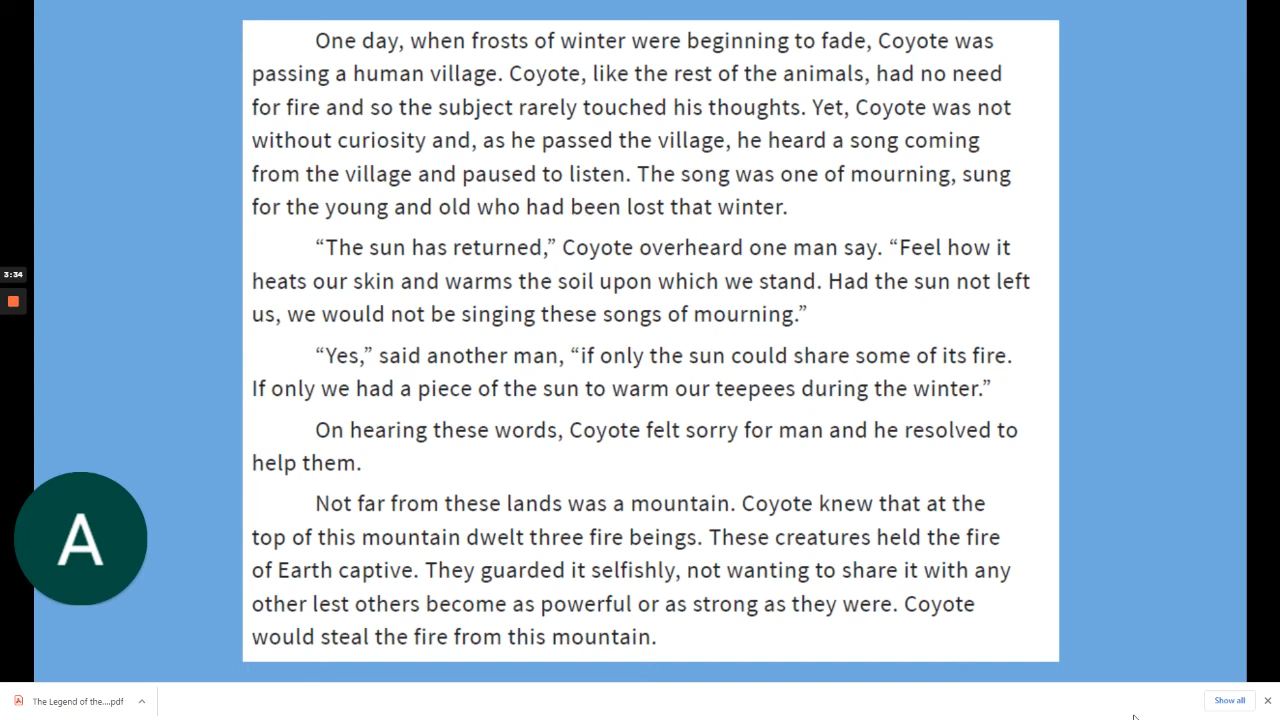 One day, when frosts of winter were beginning to fade, Coyote was
passing a human village. Coyote, like the rest of the animals, had no need
for fire and so the subject rarely touched his thoughts. Yet, Coyote was not
without curiosity and, as he passed the village, he heard a song coming
from the village and paused to listen. The song was one of mourning, sung
for the young and old who had been lost that winter.
“The sun has returned,” Coyote overheard one man say. “Feel how it
heats our skin and warms the soil upon which we stand. Had the sun not left
us, we would not be singing these songs of mourning.”
“Yes,” said another man, “if only the sun could share some of its fire.
If only we had a piece of the sun to warm our teepees during the winter.”
On hearing these words, Coyote felt sorry for man and he resolved to
help them.
Not far from these lands was a mountain. Coyote knew that at the
top of this mountain dwelt three fire beings. These creatures held the fire
of Earth captive. They guarded it selfishly, not wanting to share it with any
other lest others become as powerful or as strong as they were. Coyote
would steal the fire from this mountain.
3:34
A
The Legend of the....pdf
Show all